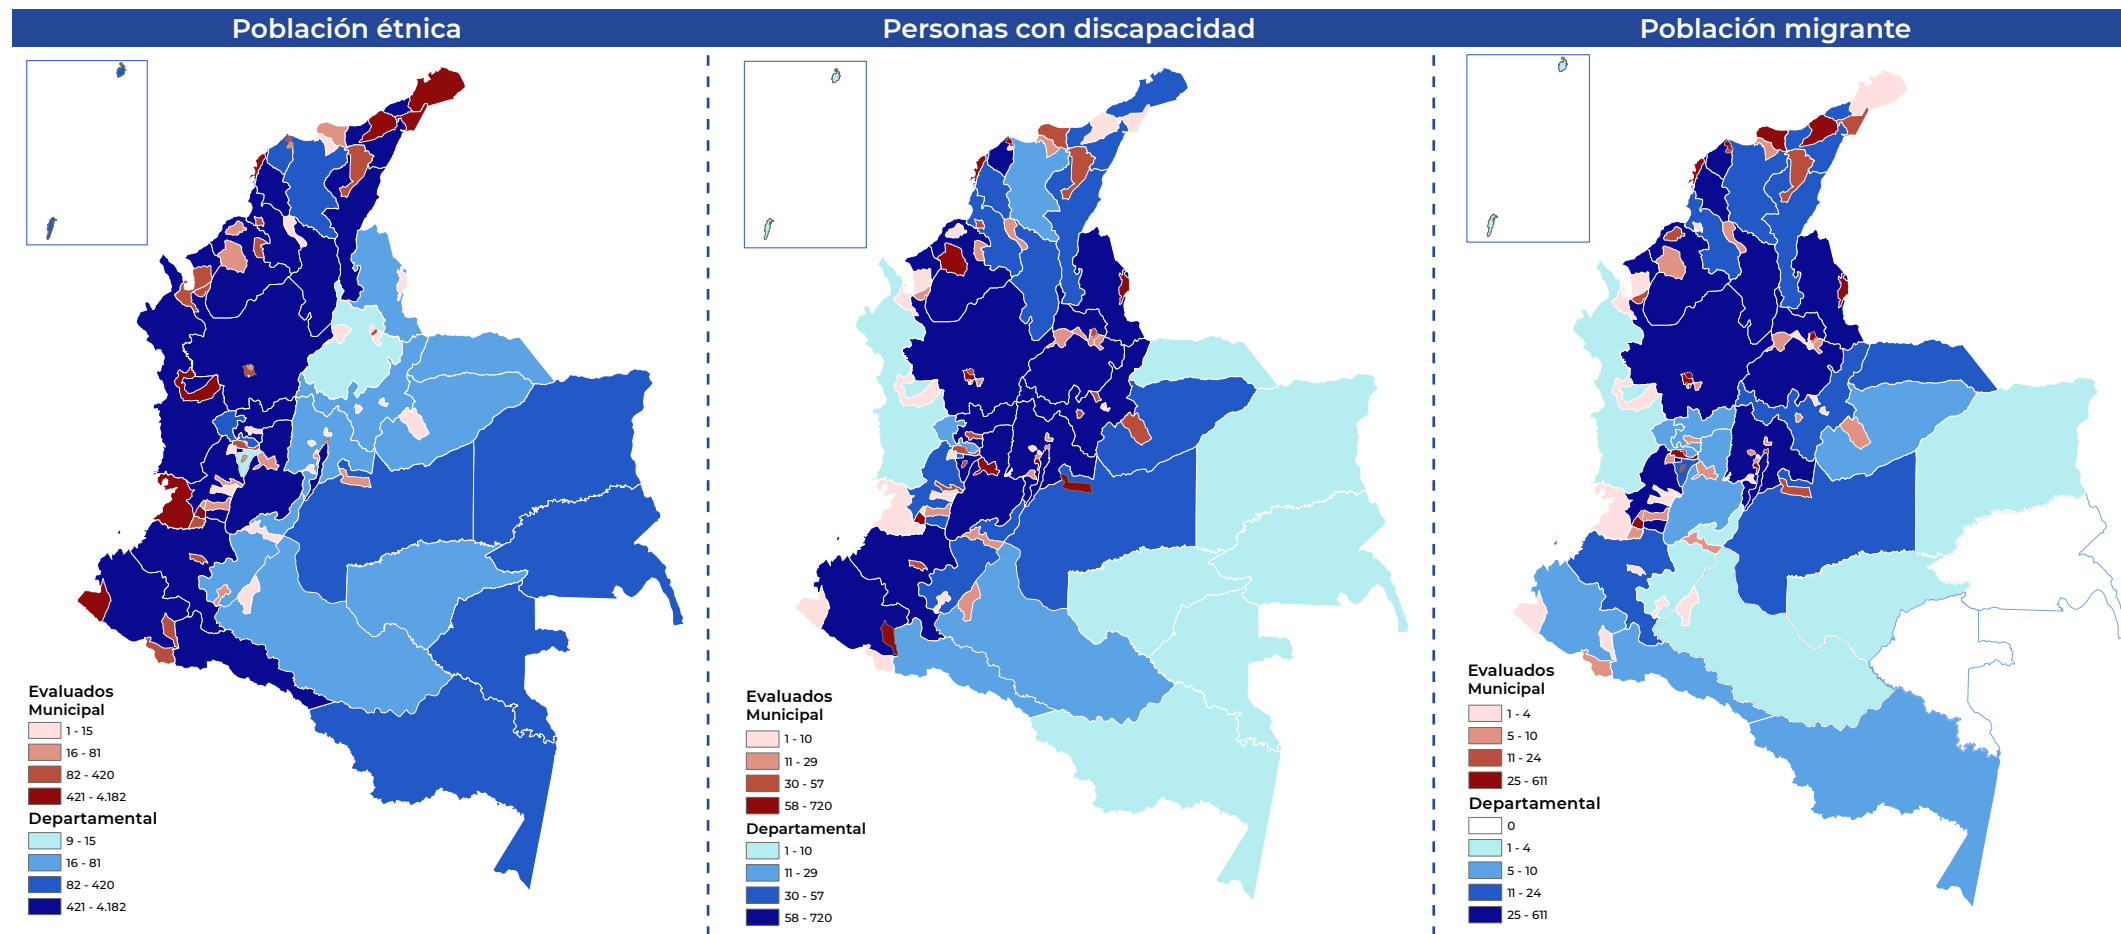 Población étnica
Personas con discapacidad
Población migrante
Evaluados
Municipal
1 - 15
16 - 81
82 - 420
421 - 4.182
Departamental
9 - 15
16 - 81
82 - 420
421 - 4.182
Evaluados
Municipal
1 - 10
11 - 29
30 - 57
58 - 720
Departamental
1 - 10
11 - 29
30 - 57
58 - 720
Evaluados
Municipal
1 - 4
5 - 10
11 - 24
25 - 611
Departamental
0
1 - 4
5 - 10
11 - 24
25 - 611